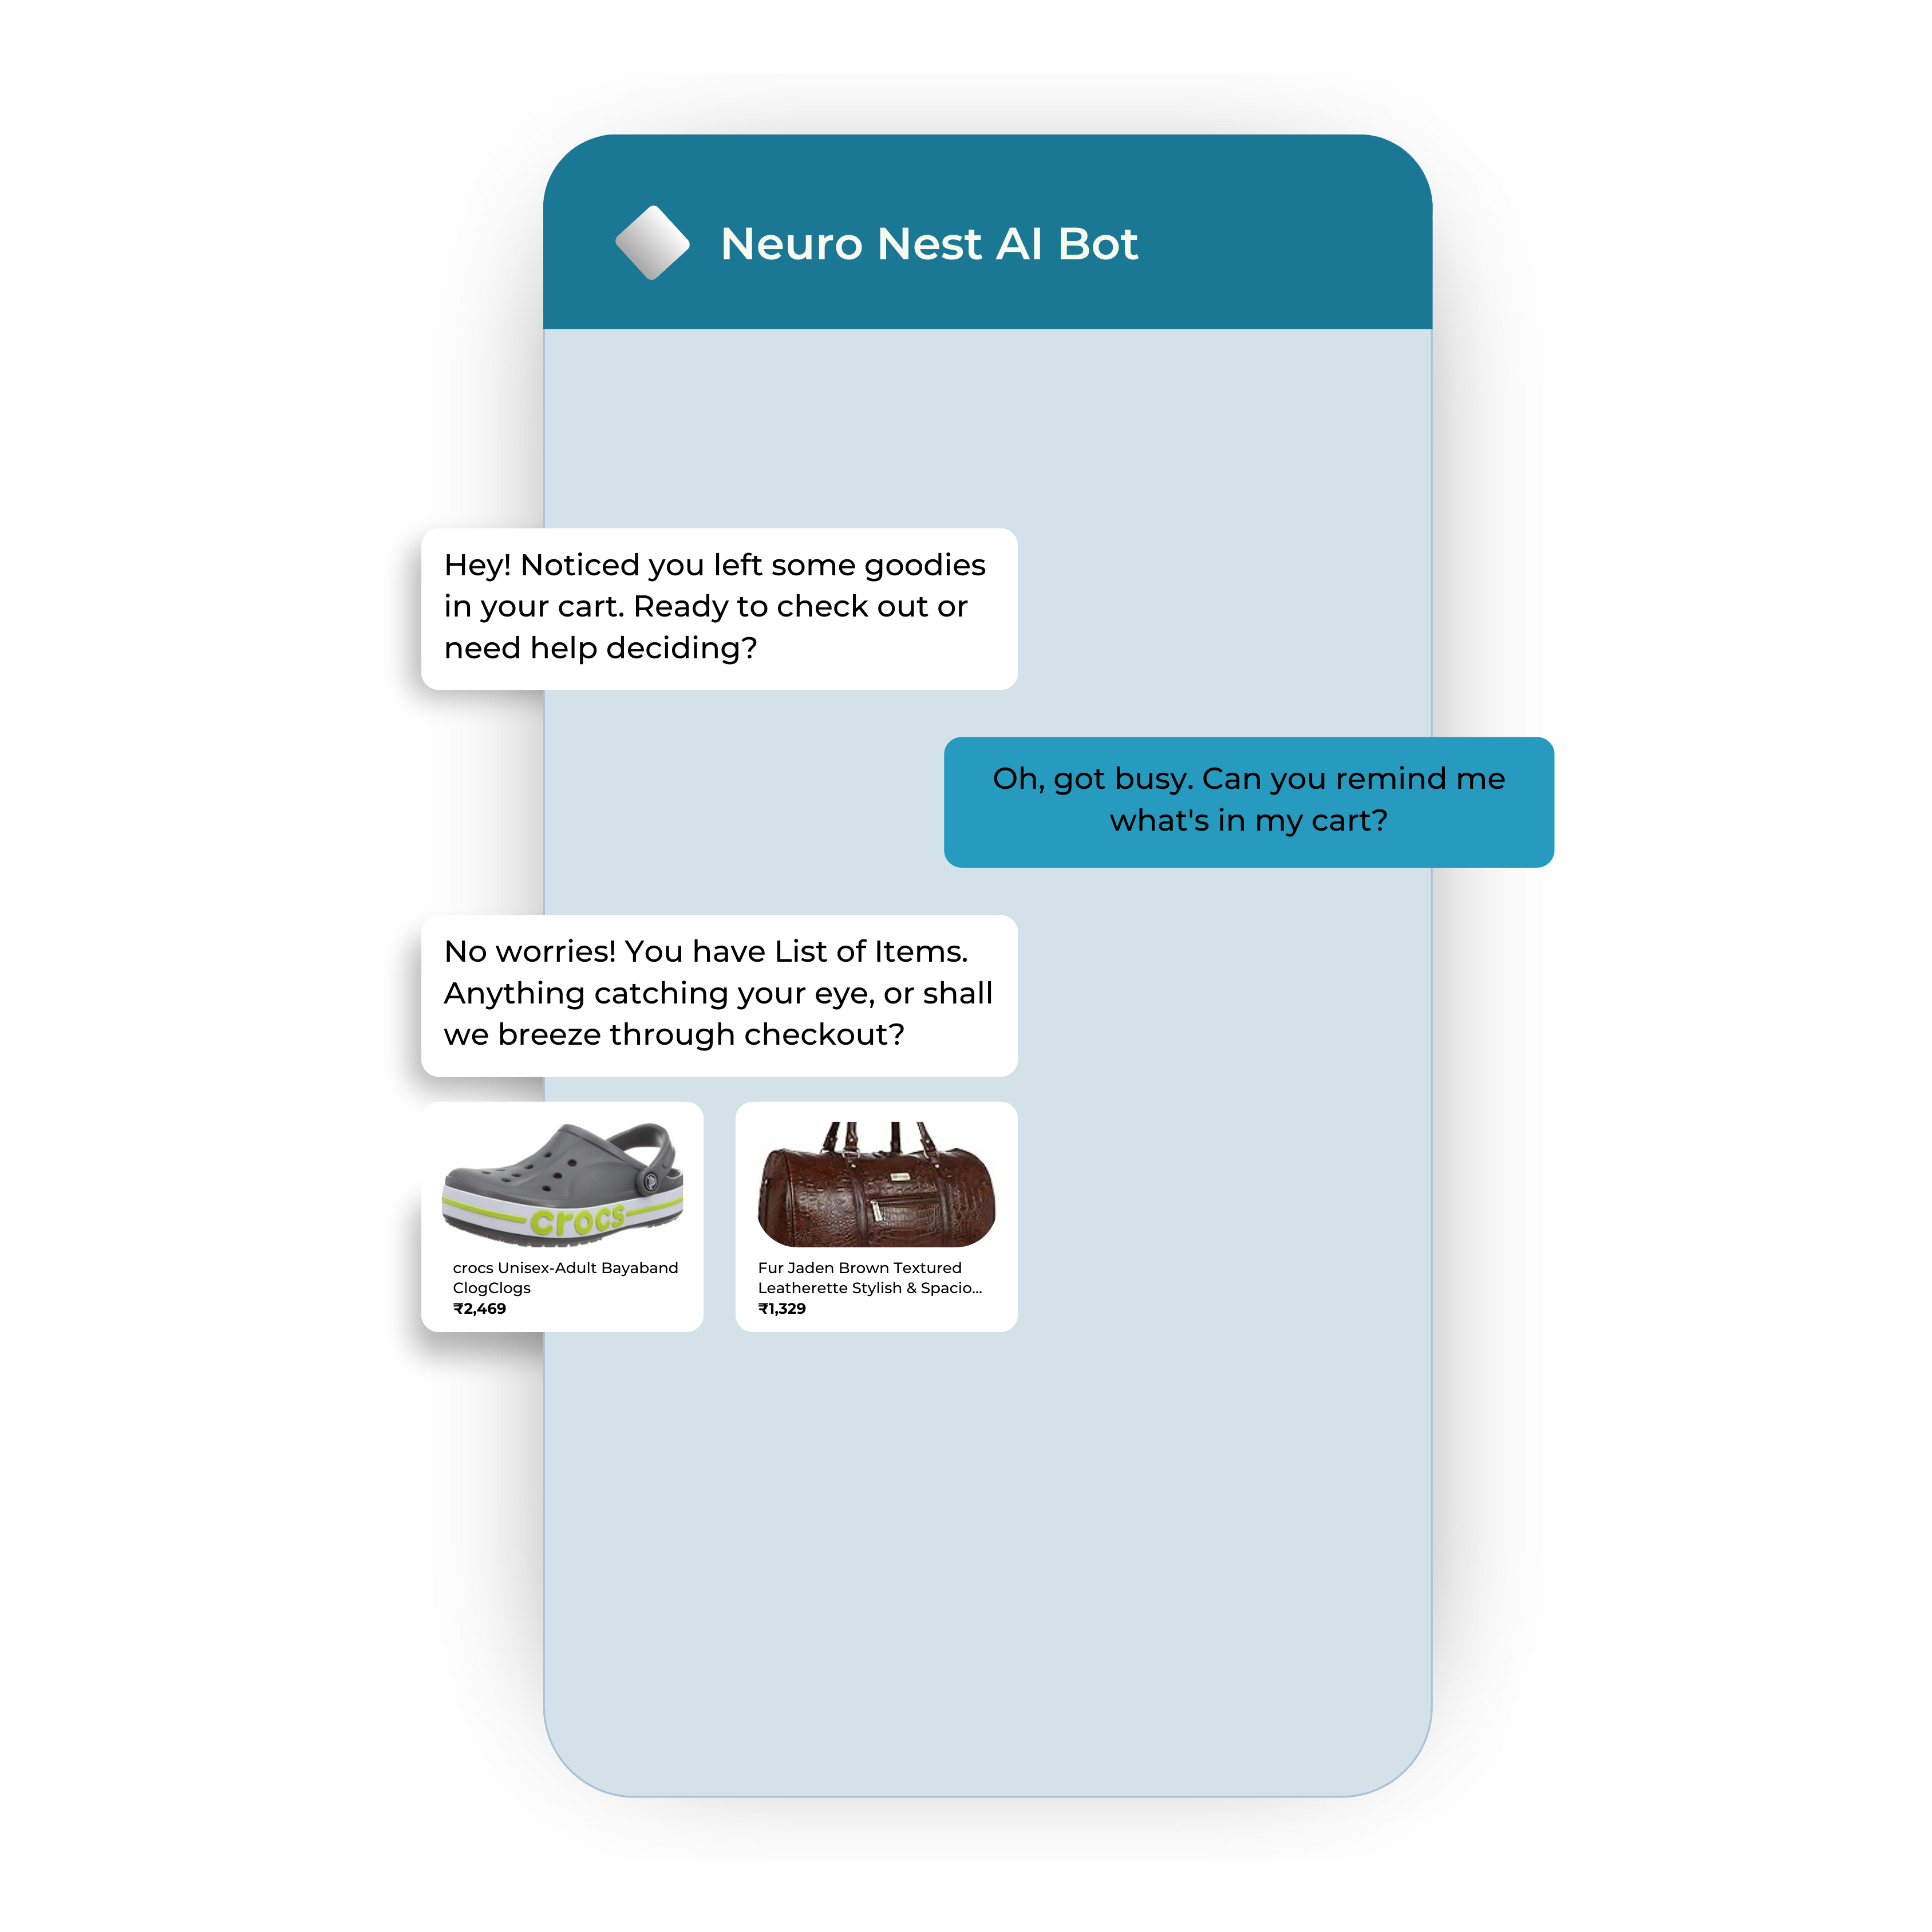 Neuro Nest AI Bot
Hey! Noticed you left some goodies
in your cart. Ready to check out or
need help deciding?
Oh, got busy. Can you remind me
what's in my cart?
No worries! You have List of Items.
Anything catching your eye, or shall
we breeze through checkout?
crocs
crocs Unisex-Adult Bayaband
ClogClogs
₹2,469
Fur Jaden Brown Textured
Leatherette Stylish & Spacio...
₹1,329